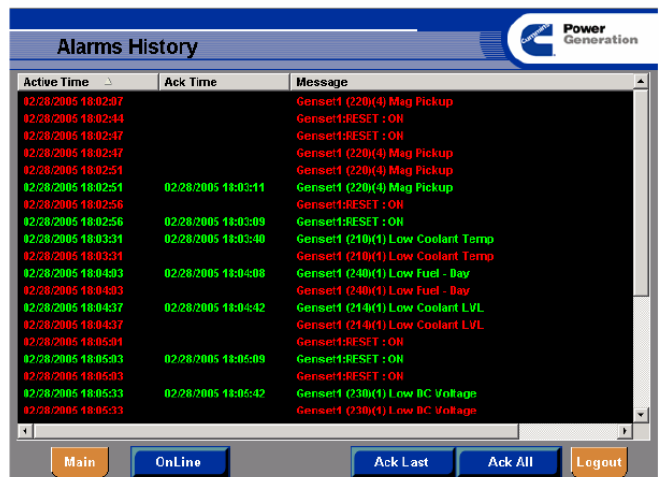 Alarms History
Cummins
Power
Generation
Active Time Ack Time Message
02/28/2005 18:02:07 Genset1 (220)(4) Mag Pickup
02/28/2005 18:02:44 Genset1:RESET : ON
02/28/2005 18:02:47 Genset1:RESET : ON
02/28/2005 18:02:47 Genset1 (220)(4) Mag Pickup
02/28/2005 18:02:51 Genset1 (220)(4) Mag Pickup
02/28/2005 18:02:51 02/28/2005 18:03:11 Genset1 (220)(4) Mag Pickup
02/28/2005 18:02:56 Genset1:RESET : ON
02/28/2005 18:02:56 02/28/2005 18:03:09 Genset1:RESET : ON
02/28/2005 18:03:31 02/28/2005 18:03:40 Genset1 (210)(1) Low Coolant Temp
02/28/2005 18:03:31 Genset1 (210)(1) Low Coolant Temp
02/28/2005 18:04:03 02/28/2005 18:04:08 Genset1 (240)(1) Low Fuel - Day
02/28/2005 18:04:03 Genset1 (240)(1) Low Fuel - Day
02/28/2005 18:04:37 02/28/2005 18:04:42 Genset1 (214)(1) Low Coolant LVL
02/28/2005 18:04:37 Genset1 (214)(1) Low Coolant LVL
02/28/2005 18:05:01 Genset1:RESET : ON
02/28/2005 18:05:03 02/28/2005 18:05:09 Genset1:RESET : ON
02/28/2005 18:05:03 Genset1:RESET : ON
02/28/2005 18:05:33 02/28/2005 18:05:42 Genset1 (230)(1) Low DC Voltage
02/28/2005 18:05:33 Genset1 (230)(1) Low DC Voltage
Main OnLine Ack Last Ack All Logout